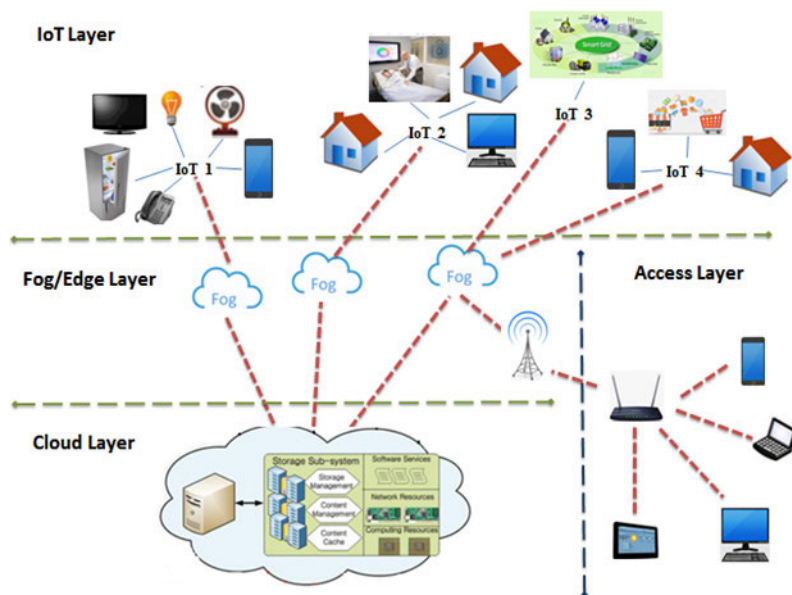 IoT Layer
Smart Grid
IoT 1
IoT 2
IoT 3
IoT 4
Fog/Edge Layer
Fog
Fog
Fog
Access Layer
Cloud Layer
Storage Sub-system
Storage
Management
Content
Management
Content
Cache
Software Services
Network Resources
Computing Resources